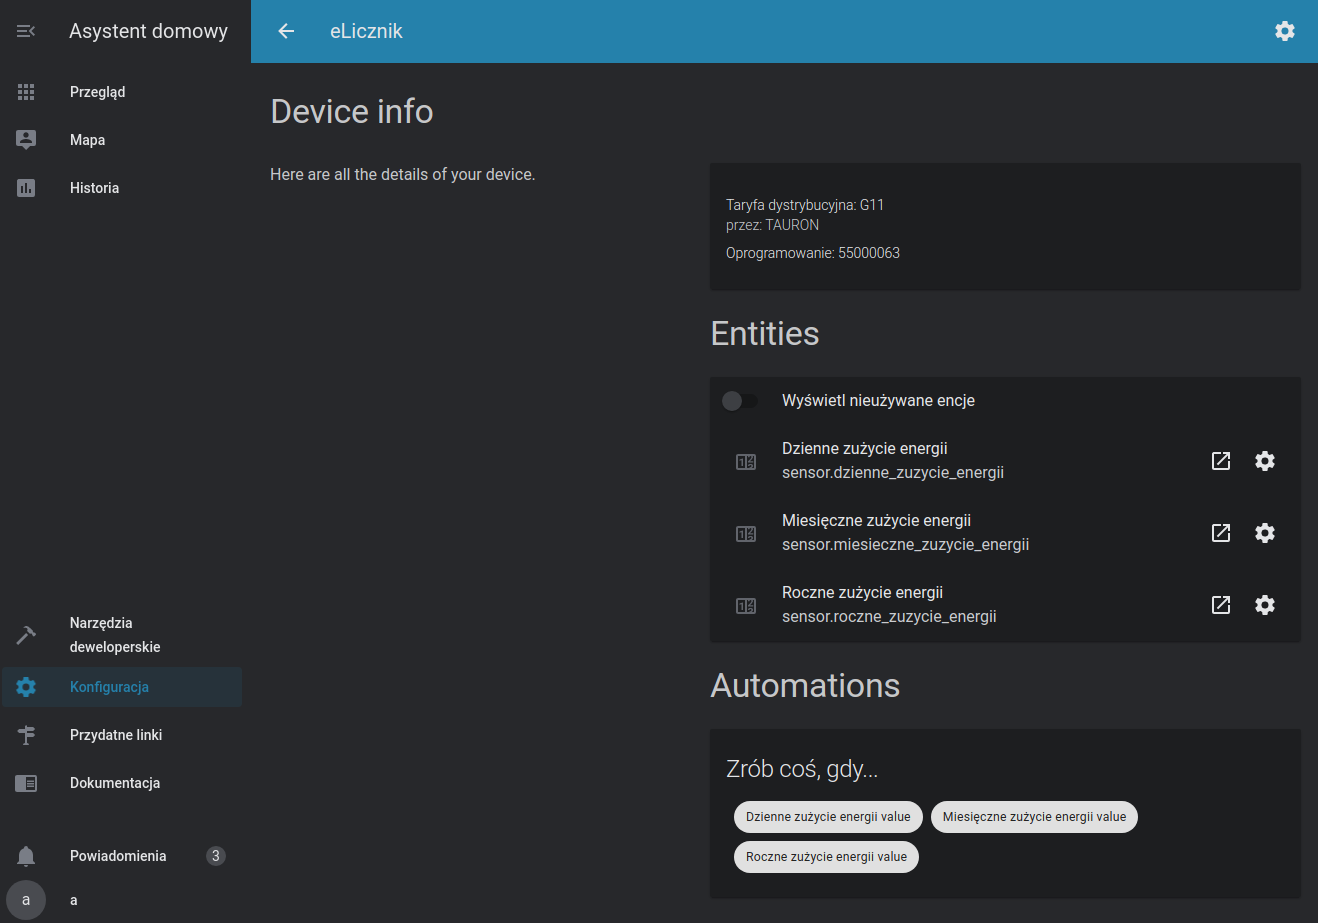 Asystent domowy
eLicznik
Przegląd
Mapa
Historia
Narzędzia
deweloperskie
Konfiguracja
Przydatne linki
Dokumentacja
Powiadomienia 3
a a
Device info
Here are all the details of your device.
Taryfa dystrybucyjna: G11
przez: TAURON
Oprogramowanie: 55000063
Entities
Wyświetl nieużywane encje
Dzienne zużycie energii
sensor.dzienne_zuzycie_energii
Miesięczne zużycie energii
sensor.miesieczne_zuzycie_energii
Roczne zużycie energii
sensor.roczne_zuzycie_energii
Automations
Zrób coś, gdy...
Dzienne zużycie energii value
Miesięczne zużycie energii value
Roczne zużycie energii value